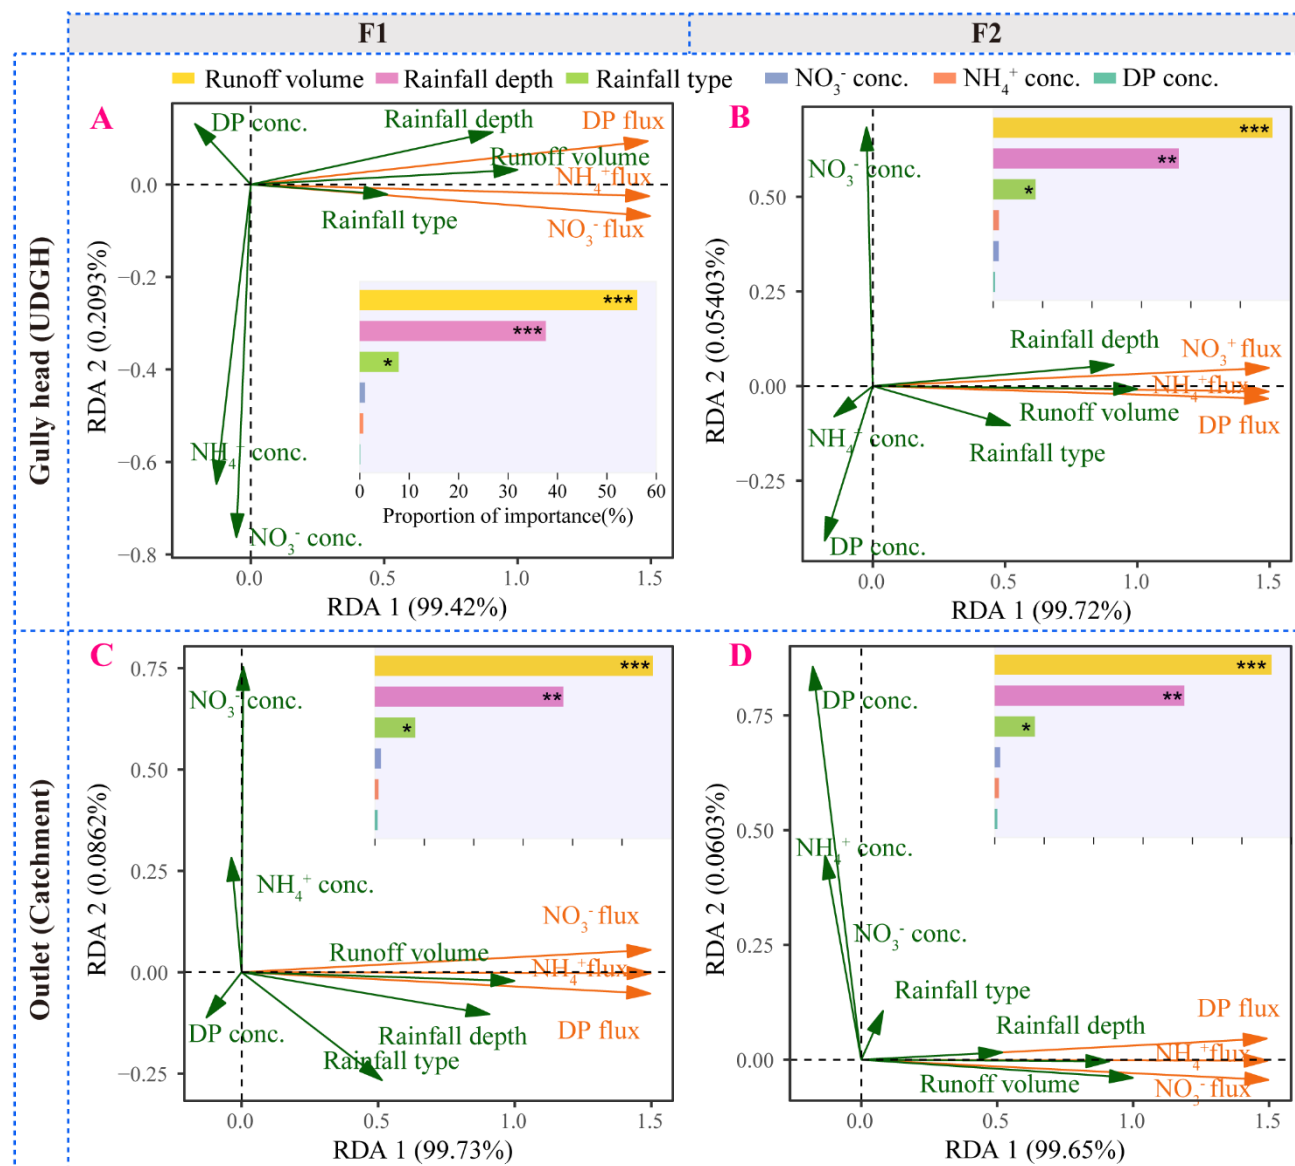 F1 F2
Runoff volume Rainfall depth Rainfall type NO₃⁻ conc. NH₄⁺ conc. DP conc.
Gully head (UDGH)
A
DP conc.
Rainfall depth
DP flux
Runoff volume
NH₄⁺flux
Rainfall type
NO₃⁻ flux
NH₄⁺ conc.
NO₃⁻ conc.
***
***
*
0 10 20 30 40 50 60
Proportion of importance(%)
0.0
−0.2
−0.4
−0.6
−0.8
RDA 2 (0.2093%)
0.0 0.5 1.0 1.5
RDA 1 (99.42%)
B
NO₃⁻ conc.
***
**
*
Rainfall depth
NO₃⁺ flux
NH₄⁺flux
Runoff volume
DP flux
NH₄⁺ conc.
Rainfall type
DP conc.
0.50
0.25
0.00
−0.25
RDA 2 (0.05403%)
0.0 0.5 1.0 1.5
RDA 1 (99.72%)
Outlet (Catchment)
C
NO₃⁻ conc.
***
**
*
NH₄⁺ conc.
NO₃⁻ flux
Runoff volume
NH₄⁺flux
DP conc.
Rainfall depth
DP flux
Rainfall type
0.75
0.50
0.25
0.00
−0.25
RDA 2 (0.0862%)
0.0 0.5 1.0 1.5
RDA 1 (99.73%)
D
DP conc.
***
**
*
NH₄⁺ conc.
NO₃⁻ conc.
Rainfall type
DP flux
Rainfall depth
NH₄⁺flux
Runoff volume
NO₃⁻flux
0.75
0.50
0.25
0.00
RDA 2 (0.0603%)
0.0 0.5 1.0 1.5
RDA 1 (99.65%)